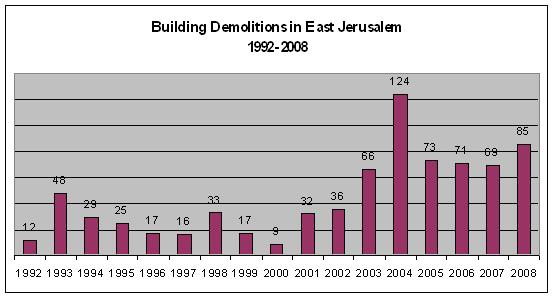 Building Demolitions in East Jerusalem
1992-2008
12 48 29 25 17 16 33 17 9 32 36 66 124 73 71 69 85
1992 1993 1994 1995 1996 1997 1998 1999 2000 2001 2002 2003 2004 2005 2006 2007 2008